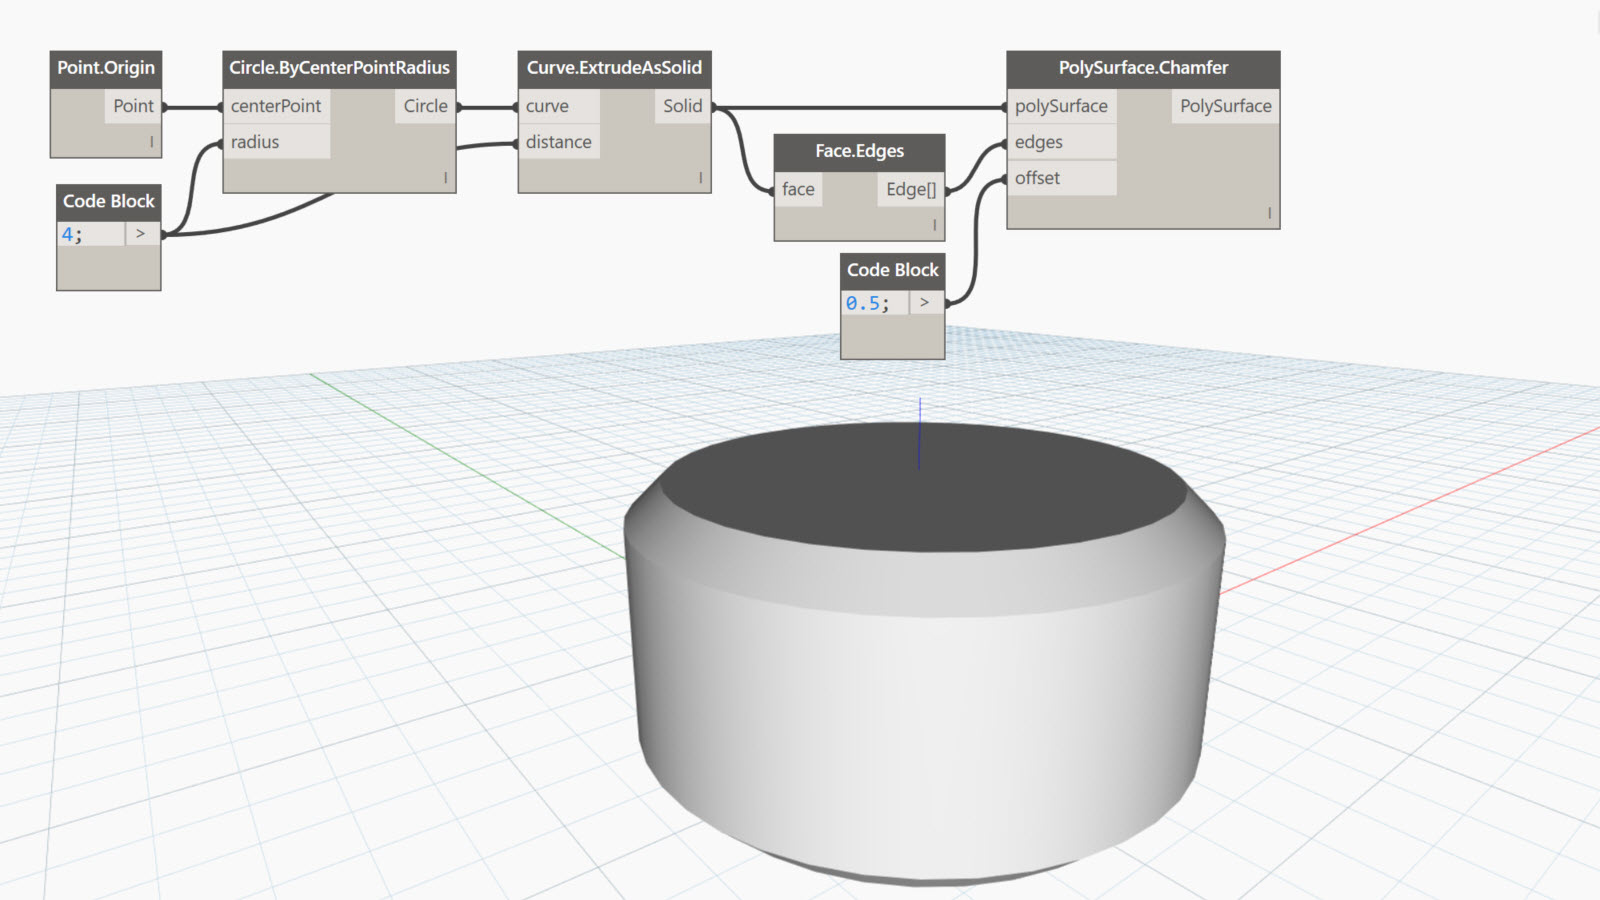 Point.Origin
Point
Code Block
4;
>
Circle.ByCenterPointRadius
centerPoint
Circle
radius
Curve.ExtrudeAsSolid
curve
Solid
distance
Face.Edges
face
Edge[]
Code Block
0.5;
>
PolySurface.Chamfer
polySurface
PolySurface
edges
offset